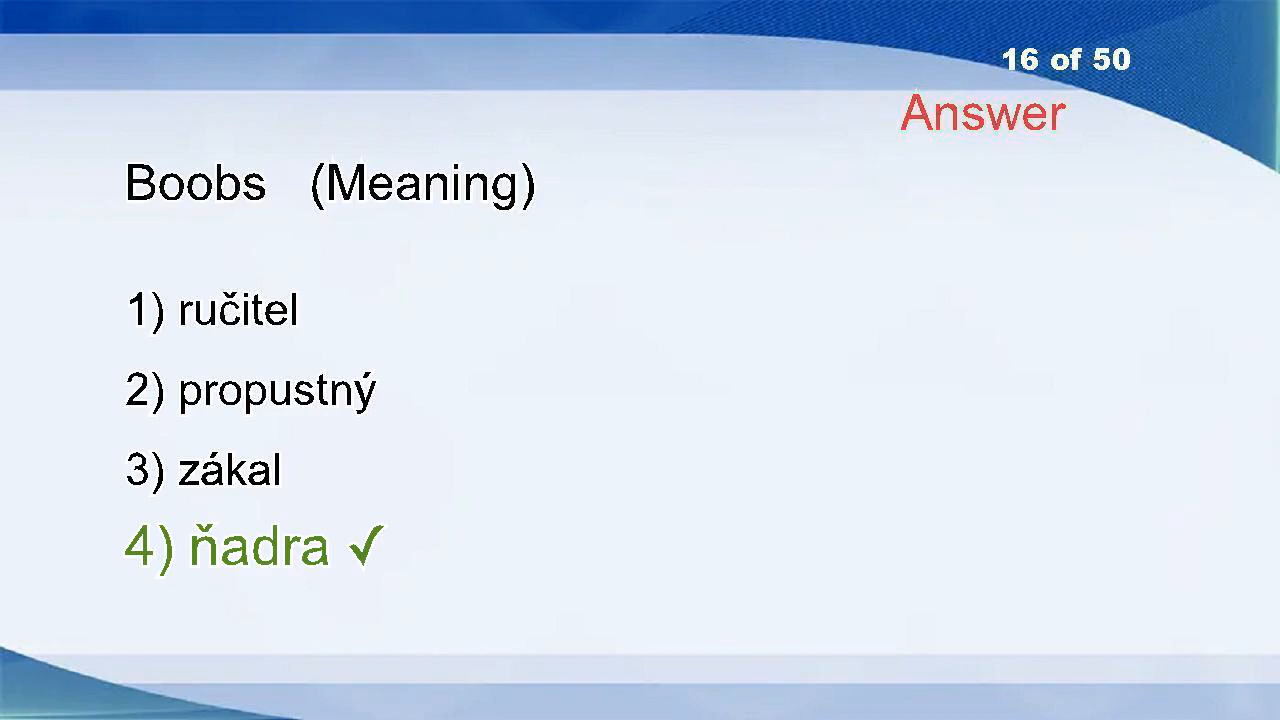 16 of 50
Answer
Boobs (Meaning)
1) ručitel
2) propustný
3) zákal
4) ňadra ✓